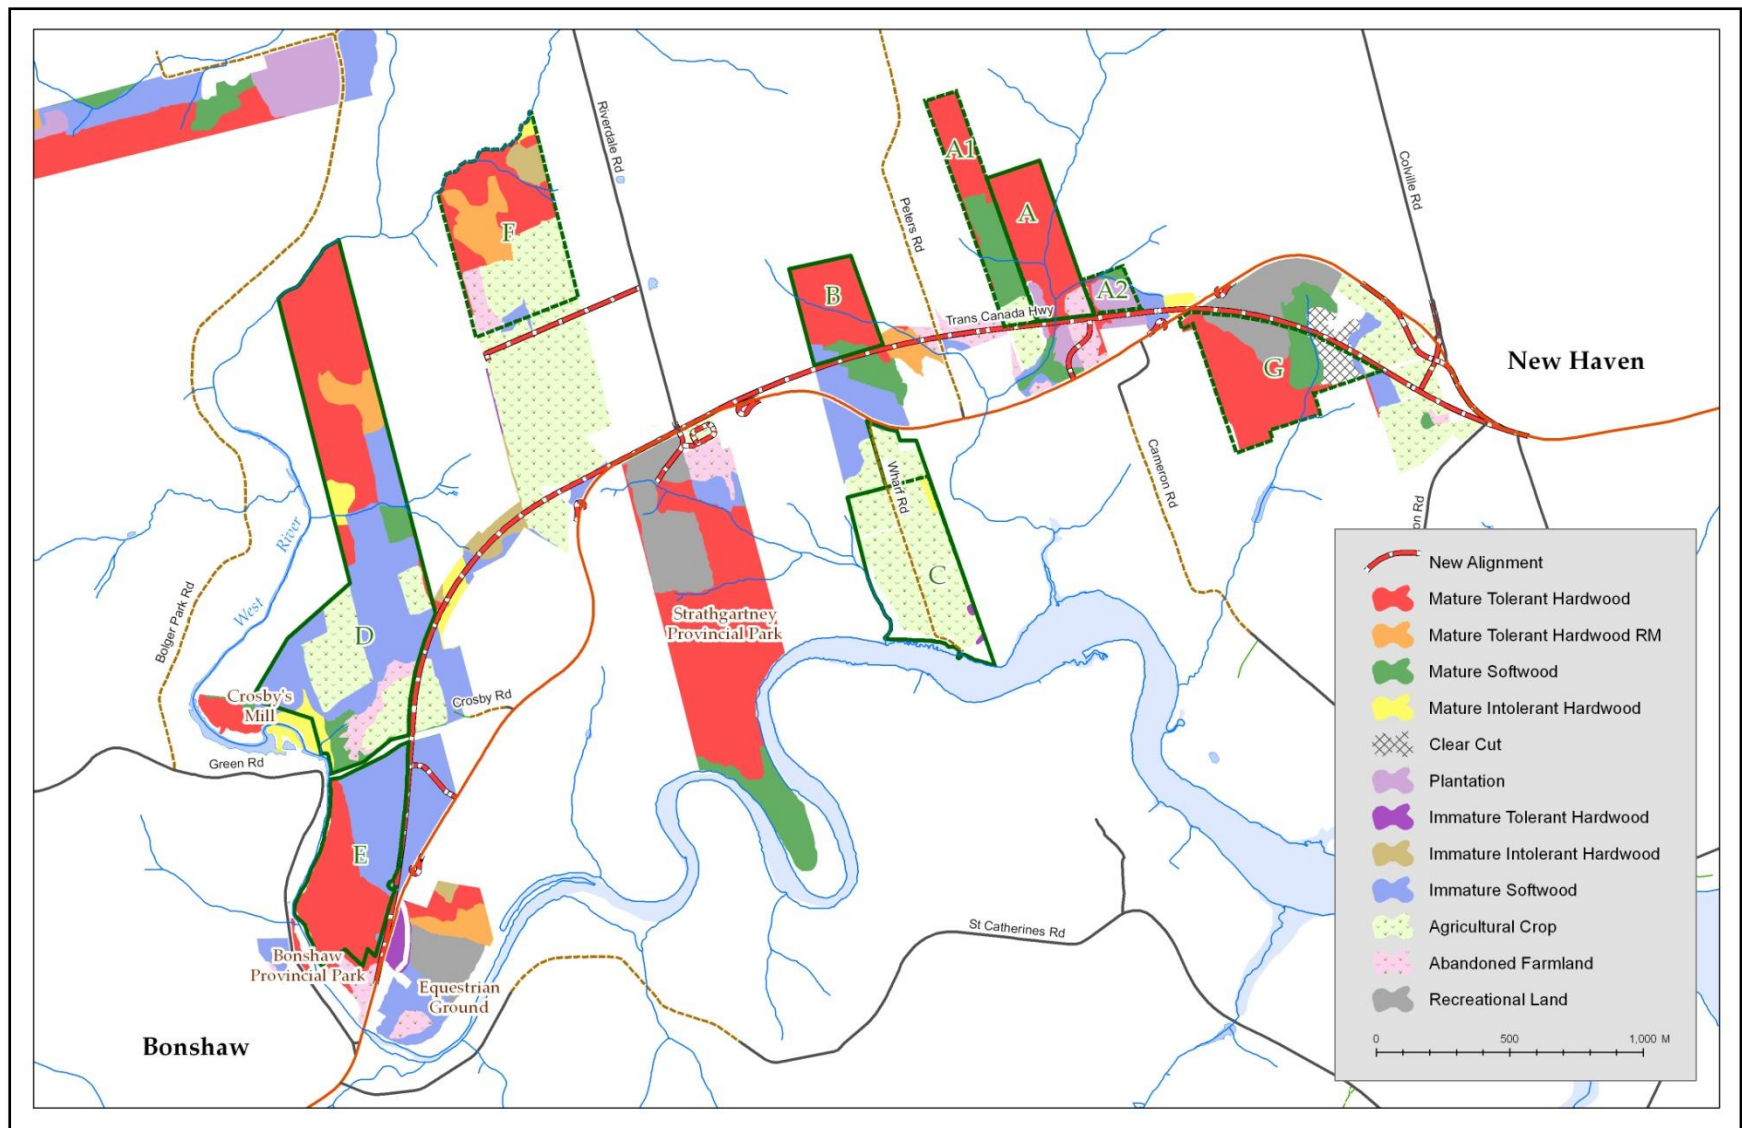 Riverdale Rd
Peters Rd
Colville Rd
A1
A
A2
F
B
Trans Canada Hwy
G
New Haven
Wharf Rd
Cameron Rd
on Rd
C
West
River
Bolger Park Rd
D
Strathgartney
Provincial Park
Crosby's
Mill
Crosby Rd
Green Rd
E
St Catherines Rd
Bonshaw
Provincial Park
Equestrian
Ground
Bonshaw
New Alignment
Mature Tolerant Hardwood
Mature Tolerant Hardwood RM
Mature Softwood
Mature Intolerant Hardwood
Clear Cut
Plantation
Immature Tolerant Hardwood
Immature Intolerant Hardwood
Immature Softwood
Agricultural Crop
Abandoned Farmland
Recreational Land
0 500 1,000 M